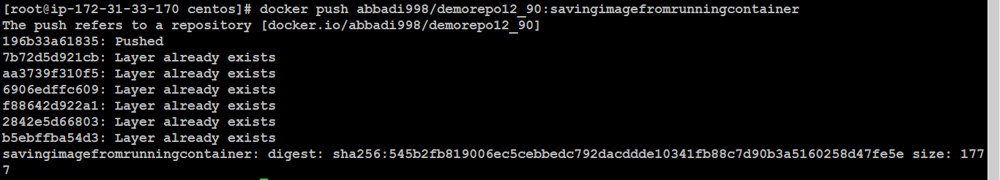 [root@ip-172-31-33-170 centos]# docker push abbadi998/demorepo12_90:savingimagefromrunningcontainer
The push refers to a repository [docker.io/abbadi998/demorepo12_90]
196b33a61835: Pushed
7b72d5d921cb: Layer already exists
aa3739f310f5: Layer already exists
6906edffc609: Layer already exists
f88642d922a1: Layer already exists
2842e5d66803: Layer already exists
b5ebffba54d3: Layer already exists
savingimagefromrunningcontainer: digest: sha256:545b2fb819006ec5cebbedc792dacddde10341fb88c7d90b3a5160258d47fe5e size: 177
7